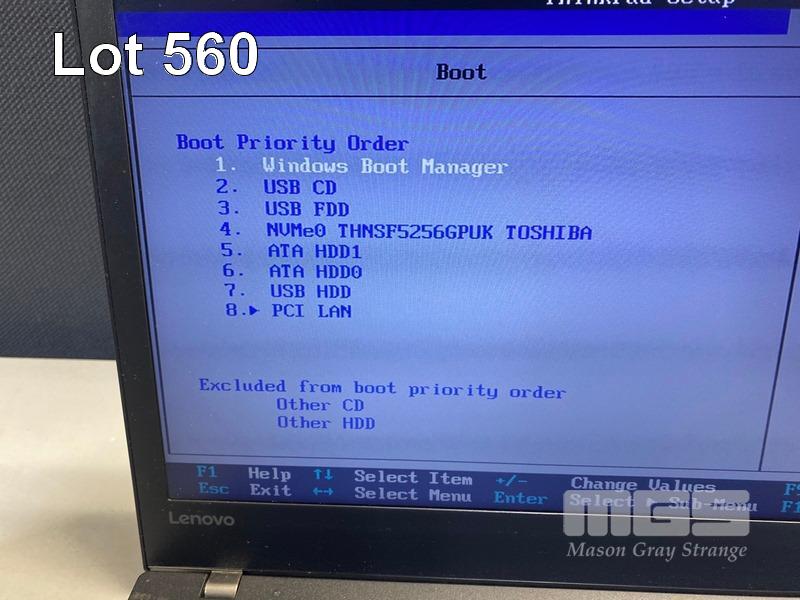 ThinkPad Setup
Lot 560
Boot
Boot Priority Order
1. Windows Boot Manager
2. USB CD
3. USB FDD
4. NVMe0 THNSF5256GPUK TOSHIBA
5. ATA HDD1
6. ATA HDD0
7. USB HDD
8.▶ PCI LAN
Excluded from boot priority order
Other CD
Other HDD
F1 Help ↑↓ Select Item +/- Change Values
Esc Exit ↔ Select Menu Enter Select ▶ Sub-Menu
Lenovo
MGS
Mason Gray Strange